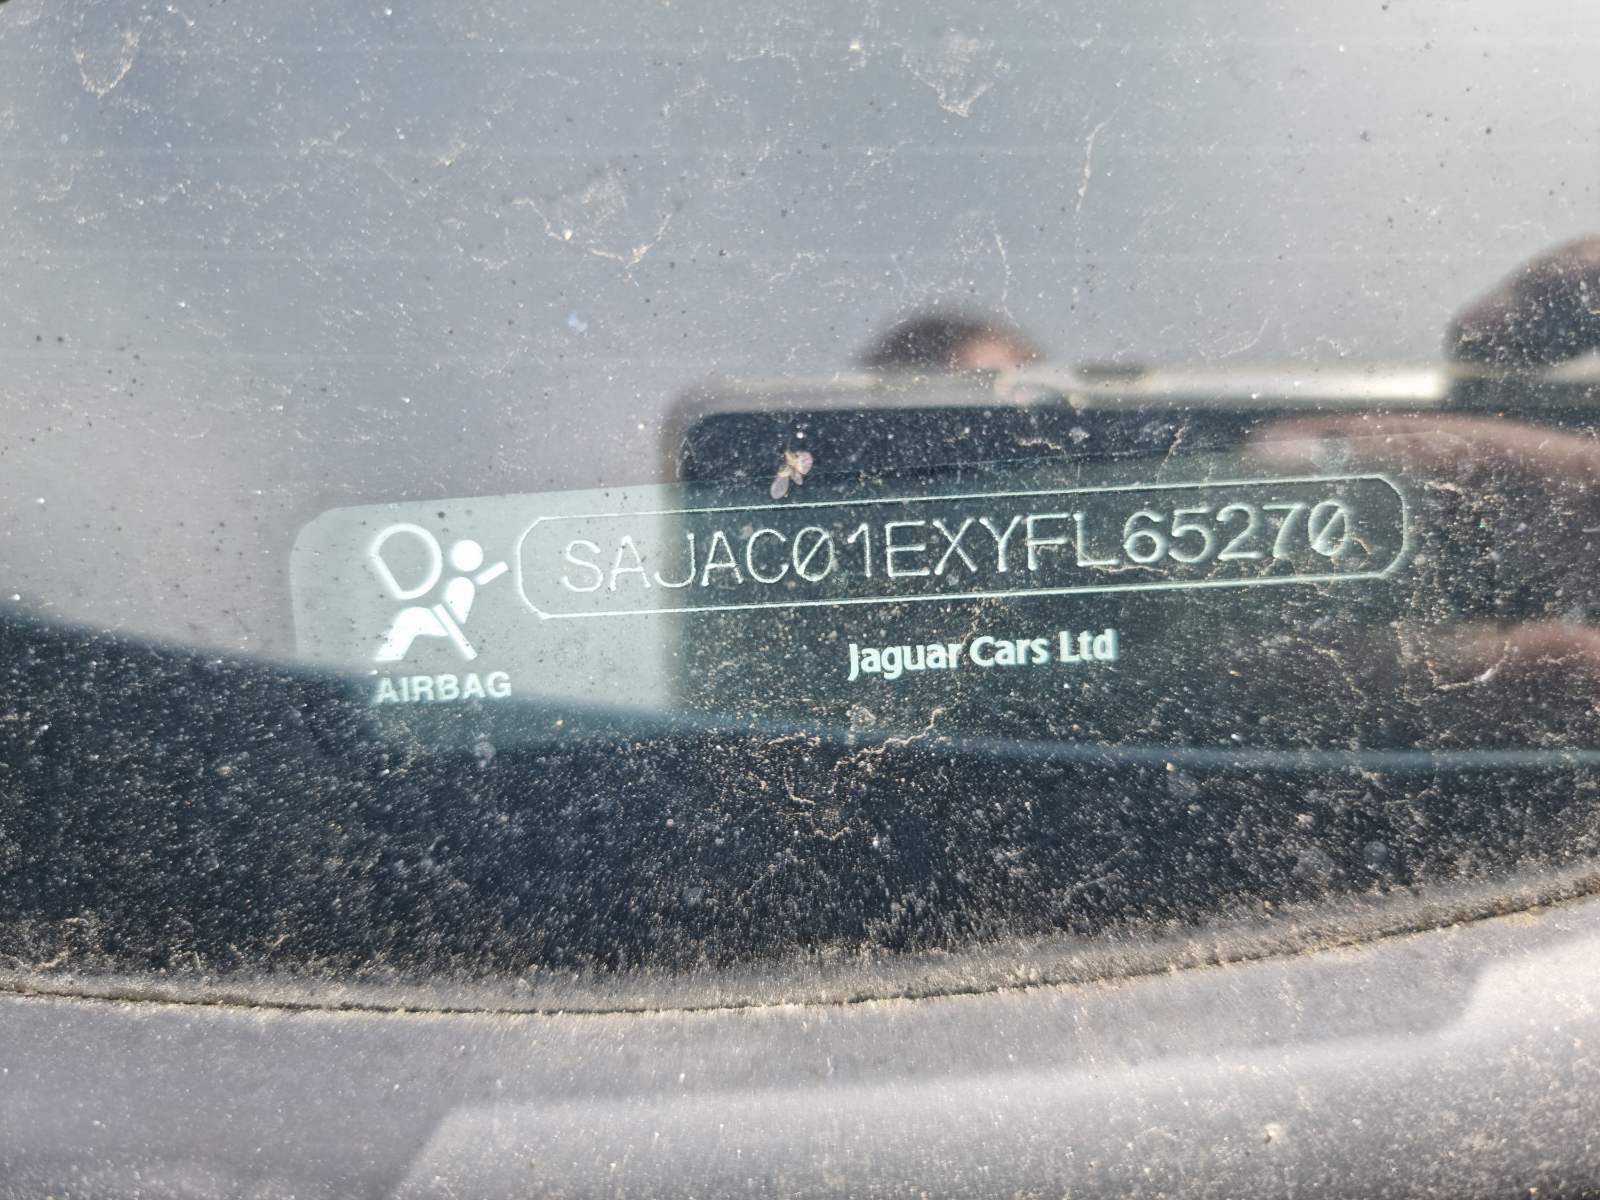 SAJAC01EXYFL65270
Jaguar Cars Ltd
AIRBAG